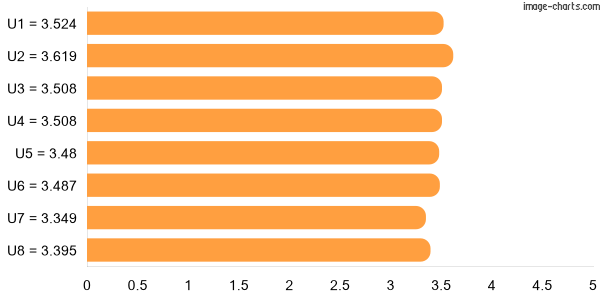 image-charts.com
U1 = 3.524
U2 = 3.619
U3 = 3.508
U4 = 3.508
U5 = 3.48
U6 = 3.487
U7 = 3.349
U8 = 3.395
0 0.5 1 1.5 2 2.5 3 3.5 4 4.5 5